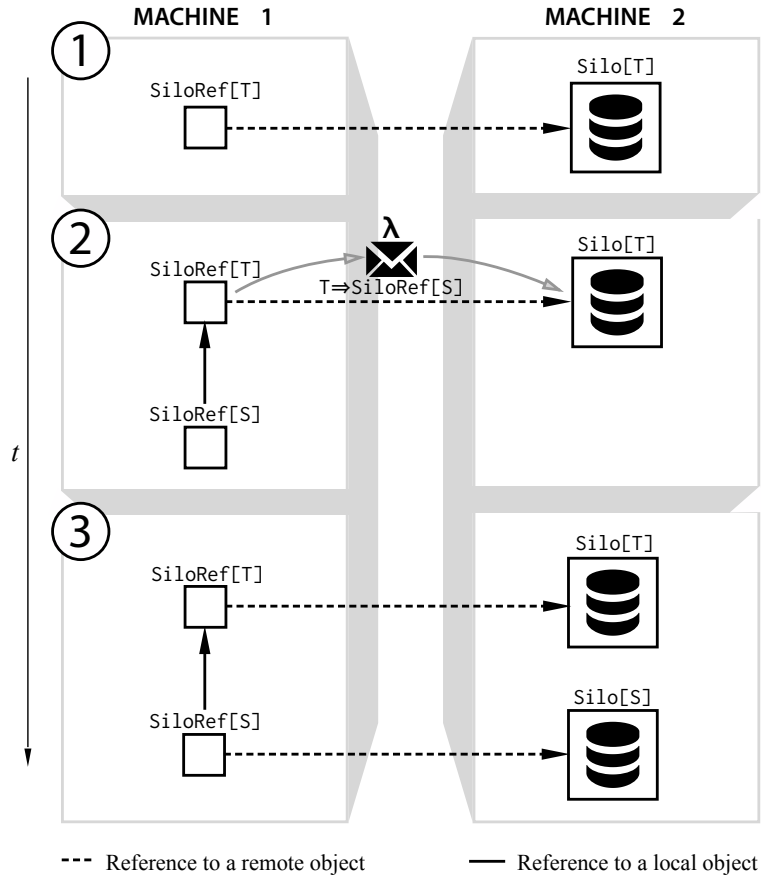 MACHINE 1
MACHINE 2
1
SiloRef[T]
Silo[T]
2
λ
SiloRef[T]
Silo[T]
T⇒SiloRef[S]
SiloRef[S]
t
3
SiloRef[T]
Silo[T]
SiloRef[S]
Silo[S]
Reference to a remote object
Reference to a local object